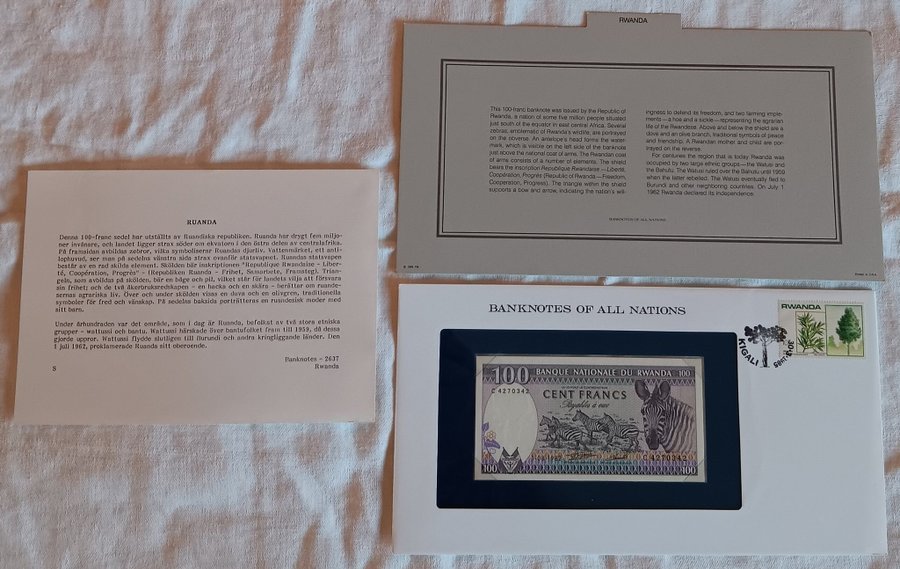 RWANDA
This 100-franc banknote was issued by the Republic of
Rwanda, a nation of some five million people situated
just south of the equator in east central Africa. Several
zebras, emblematic of Rwanda's wildlife, are portrayed
on the obverse. An antelope's head forms the water-
mark, which is visible on the left side of the banknote
just above the national coat of arms. The Rwandan coat
of arms consists of a number of elements. The shield
bears the inscription Republique Rwandaise—Liberté,
Coopération, Progrès (Republic of Rwanda—Freedom,
Cooperation, Progress). The triangle within the shield
supports a bow and arrow, indicating the nation's will-
ingness to defend its freedom, and two farming imple-
ments—a hoe and a sickle—representing the agrarian
life of the Rwandese. Above and below the shield are a
dove and an olive branch, traditional symbols of peace
and friendship. A Rwandan mother and child are por-
trayed on the reverse.
For centuries the region that is today Rwanda was
occupied by two large ethnic groups—the Watusi and
the Bahutu. The Watusi ruled over the Bahutu until 1959
when the latter rebelled. The Watusi eventually fled to
Burundi and other neighboring countries. On July 1
1962 Rwanda declared its independence.
BANKNOTES OF ALL NATIONS
RUANDA
Denna 100-franc sedel har utställts av Ruandiska republiken. Ruanda har drygt fem miljo-
ner invånare, och landet ligger strax söder om ekvatorn i den östra delen av centralafrika.
På framsidan avbildas zebror, vilka symboliserar Ruandas djurliv. Vattenmärket, ett anti-
lophuvud, ser man på sedelns vänstra sida strax ovanför statsvapnet. Ruandas statsvapen
består av en rad skilda element. Skölden bär inskriptionen "Republique Rwandaise - Liber-
té, Coopération, Progrès" - (Republiken Ruanda - Frihet, Samarbete, Framsteg). Trian-
geln, som avbildas på skölden, bär en båge och pil, vilket står för landets vilja att försvara
sin frihet; och de två åkerbruksredskapen - en hacka och en skära - berättar om ruande-
sernas agrariska liv. Över och under skölden visas en duva och en olivgren, traditionella
symboler för fred och vänskap. På sedelns baksida porträtteras en ruandesisk moder med
sitt barn.
Under århundraden var det område, som i dag är Ruanda, befolkat av två stora etniska
grupper - wattussi och bantu. Wattussi härskade över bantufolket fram till 1959, då dessa
gjorde uppror. Wattussi flydde slutligen till Burundi och andra kringliggande länder. Den
1 juli 1962, proklamerade Ruanda sitt oberoende.
Banknotes - 2637
Rwanda
S
BANKNOTES OF ALL NATIONS
RWANDA
KIGALI
100 BANQUE NATIONALE DU RWANDA 100
C 4270342
CENT FRANCS
Payables à vue
C 4270342
100 100